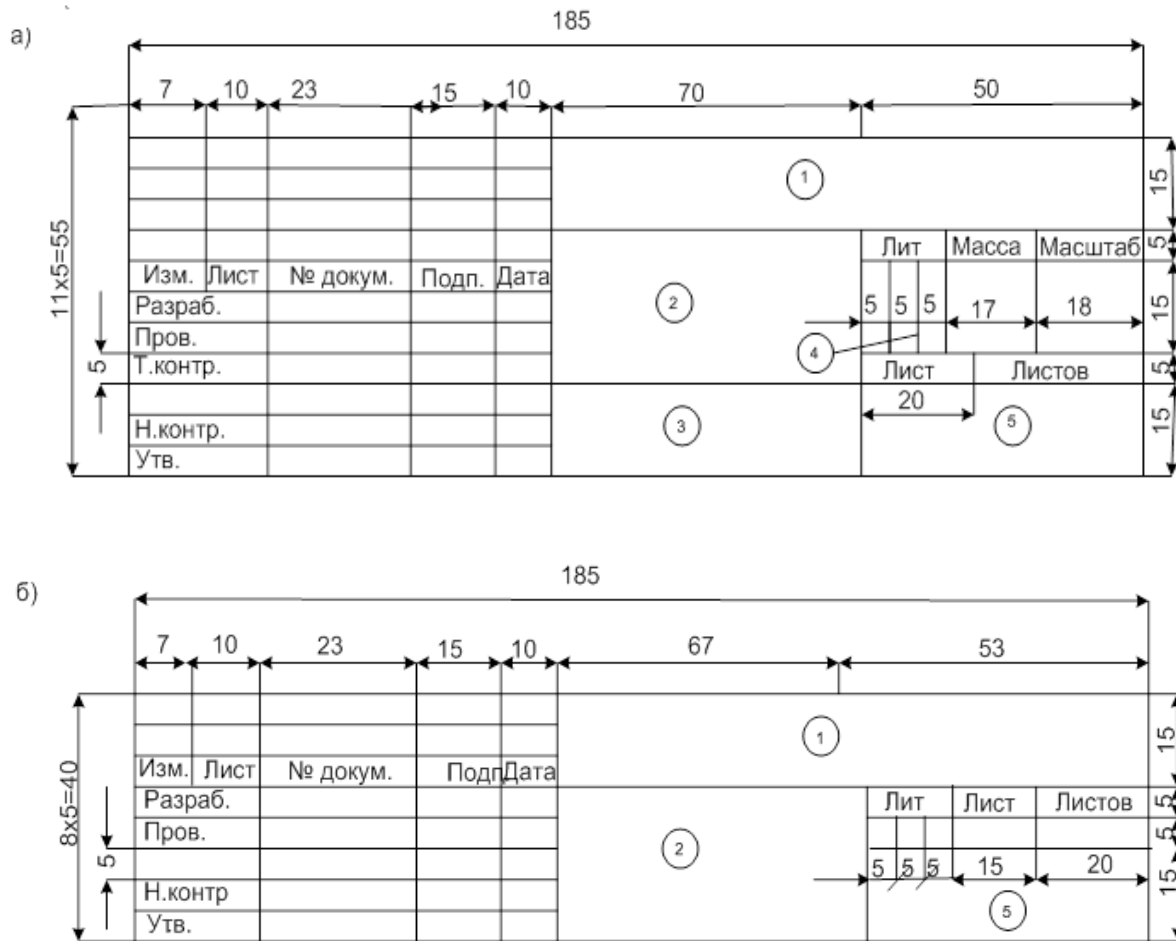 а)
185
7 10 23 15 10 70 50
1
15
11x5=55
Лит Масса Масштаб 5
Изм. Лист № докум. Подп. Дата
Разраб. 2 5 5 5 17 18 15
Пров.
4
5 Т.контр. Лист Листов 5
20
Н.контр. 3 5 15
Утв.
б)
185
7 10 23 15 10 67 53
1 15
Изм. Лист № докум. Подп Дата
8x5=40
Разраб. Лит Лист Листов 5
Пров. 2 5
5 5 5 5 15 20 15
Н.контр 5
Утв.